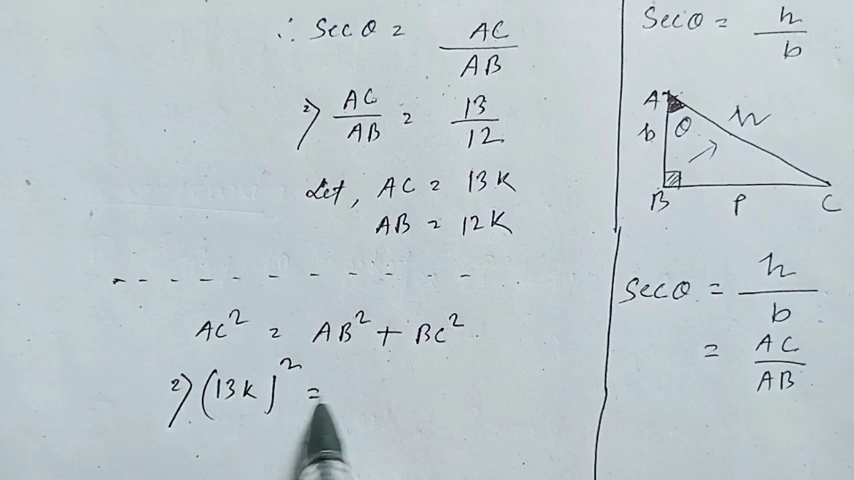 ∴ Secθ = AC/AB
⇒ AC/AB = 13/12
Let, AC = 13K
AB = 12K
- - - - - - - - - - -
AC² = AB² + BC²
⇒ (13K)² =
Secθ = h/b
A
b θ h
B P C
Secθ = h/b
= AC/AB